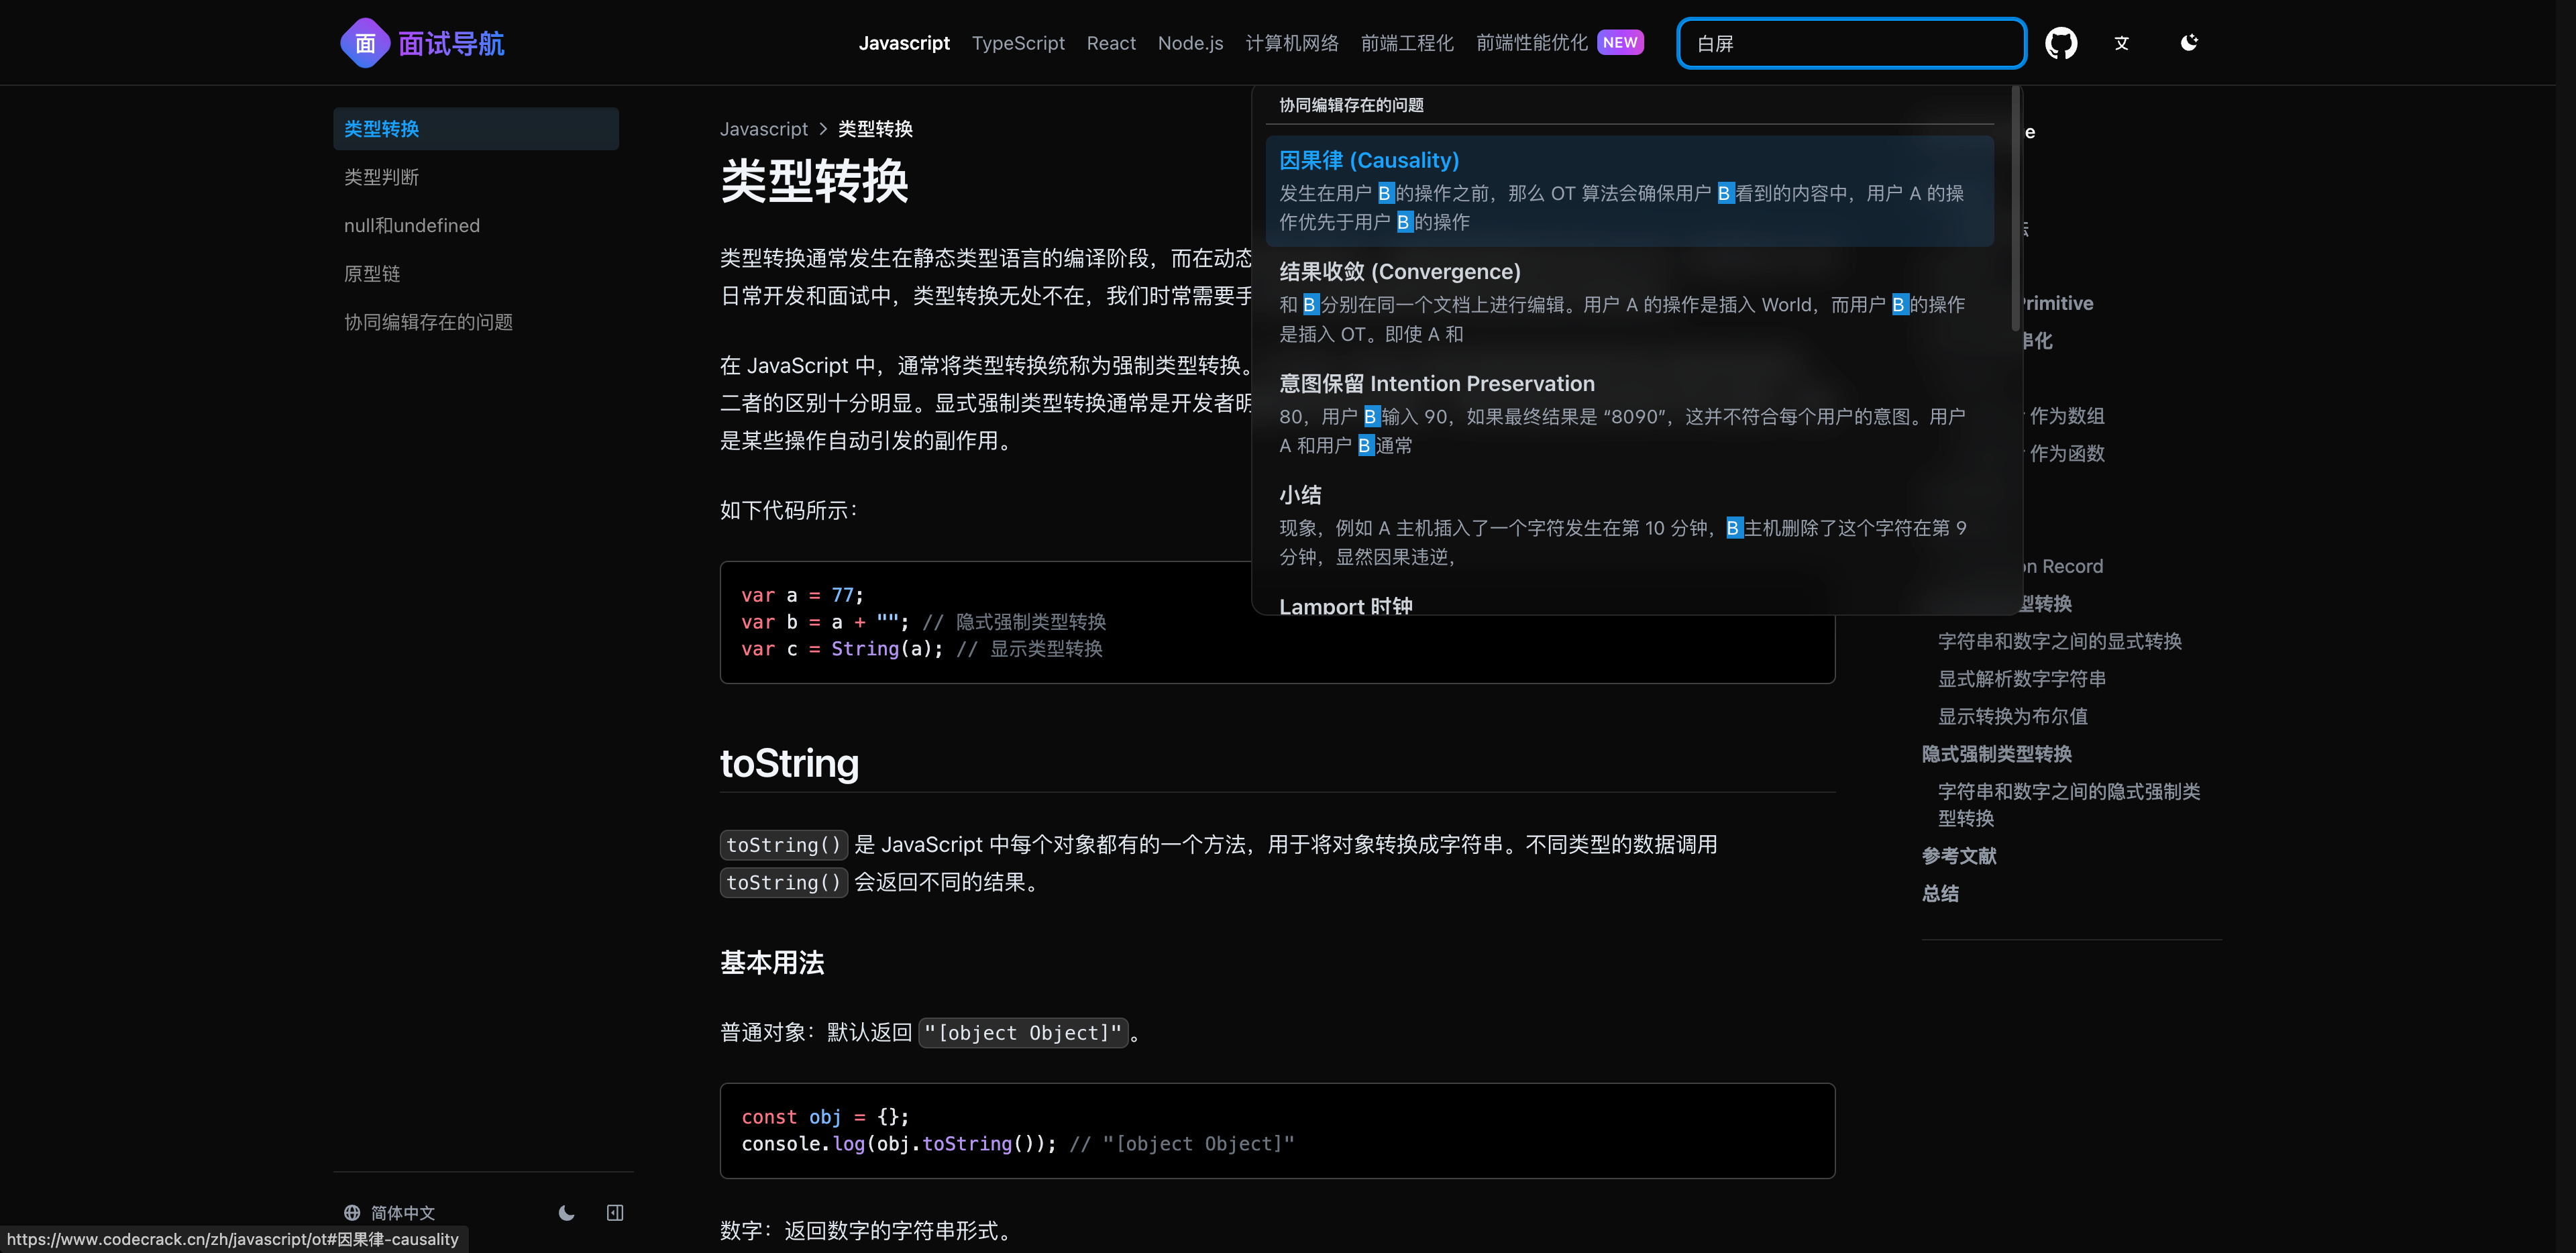 面 面试导航
Javascript TypeScript React Node.js 计算机网络 前端工程化 前端性能优化 NEW 白屏 文
类型转换
类型判断
null和undefined
原型链
协同编辑存在的问题
Javascript > 类型转换
类型转换
类型转换通常发生在静态类型语言的编译阶段，而在动态
日常开发和面试中，类型转换无处不在，我们时常需要手
在 JavaScript 中，通常将类型转换统称为强制类型转换。
二者的区别十分明显。显式强制类型转换通常是开发者明
是某些操作自动引发的副作用。
如下代码所示：
var a = 77;
var b = a + ""; // 隐式强制类型转换
var c = String(a); // 显示类型转换
toString
toString() 是 JavaScript 中每个对象都有的一个方法，用于将对象转换成字符串。不同类型的数据调用
toString() 会返回不同的结果。
基本用法
普通对象：默认返回 "[object Object]"。
const obj = {};
console.log(obj.toString()); // "[object Object]"
数字：返回数字的字符串形式。
协同编辑存在的问题
因果律 (Causality)
发生在用户 B 的操作之前，那么 OT 算法会确保用户 B 看到的内容中，用户 A 的操
作优先于用户 B 的操作
结果收敛 (Convergence)
和 B 分别在同一个文档上进行编辑。用户 A 的操作是插入 World，而用户 B 的操作
是插入 OT。即使 A 和
意图保留 Intention Preservation
80，用户 B 输入 90，如果最终结果是 “8090”，这并不符合每个用户的意图。用户
A 和用户 B 通常
小结
现象，例如 A 主机插入了一个字符发生在第 10 分钟，B 主机删除了这个字符在第 9
分钟，显然因果违逆，
Lamport 时钟
e
Primitive
串化
作为数组
作为函数
on Record
型转换
字符串和数字之间的显式转换
显式解析数字字符串
显示转换为布尔值
隐式强制类型转换
字符串和数字之间的隐式强制类
型转换
参考文献
总结
简体中文
https://www.codecrack.cn/zh/javascript/ot#因果律-causality